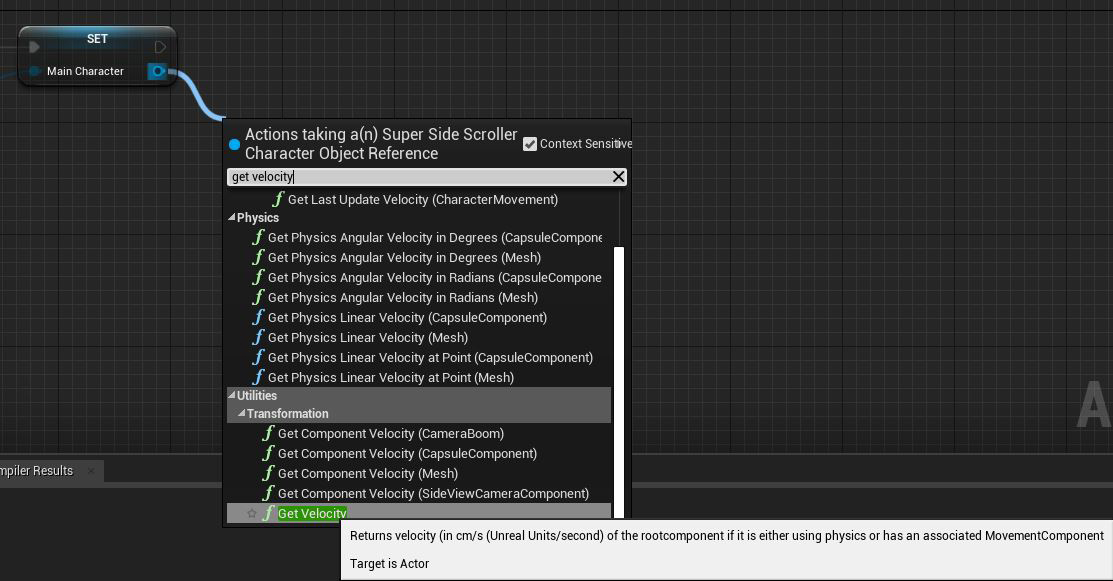 SET
Main Character
Actions taking a(n) Super Side Scroller
Character Object Reference
Context Sensitive
get velocity
Get Last Update Velocity (CharacterMovement)
Physics
Get Physics Angular Velocity in Degrees (CapsuleCompone
Get Physics Angular Velocity in Degrees (Mesh)
Get Physics Angular Velocity in Radians (CapsuleCompone
Get Physics Angular Velocity in Radians (Mesh)
Get Physics Linear Velocity (CapsuleComponent)
Get Physics Linear Velocity (Mesh)
Get Physics Linear Velocity at Point (CapsuleComponent)
Get Physics Linear Velocity at Point (Mesh)
Utilities
Transformation
Get Component Velocity (CameraBoom)
Get Component Velocity (CapsuleComponent)
Get Component Velocity (Mesh)
Get Component Velocity (SideViewCameraComponent)
Get Velocity
Returns velocity (in cm/s (Unreal Units/second) of the rootcomponent if it is either using physics or has an associated MovementComponent
Target is Actor
mpiler Results
A